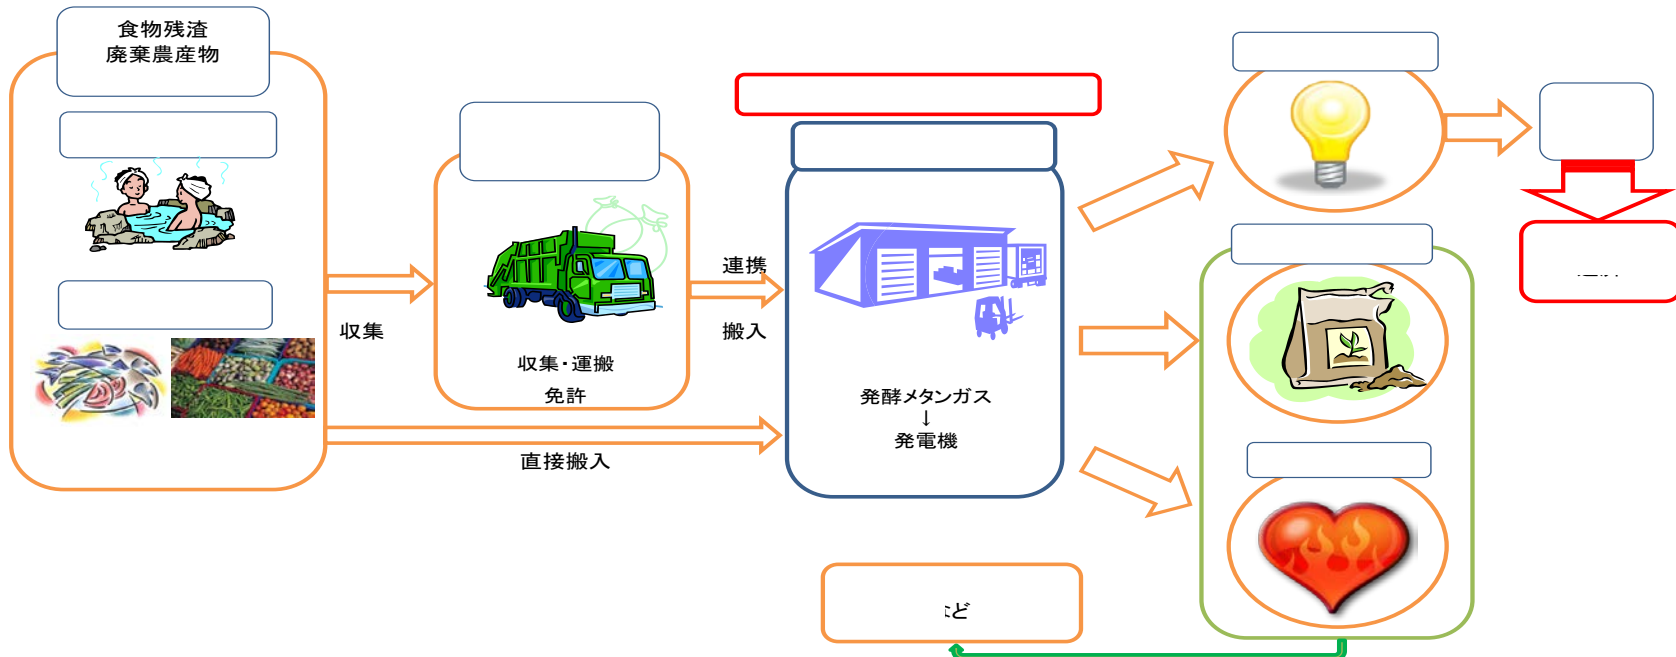 食物残渣
廃棄農産物
収集
収集・運搬
免許
連携
搬入
直接搬入
発酵メタンガス
↓
発電機
ど